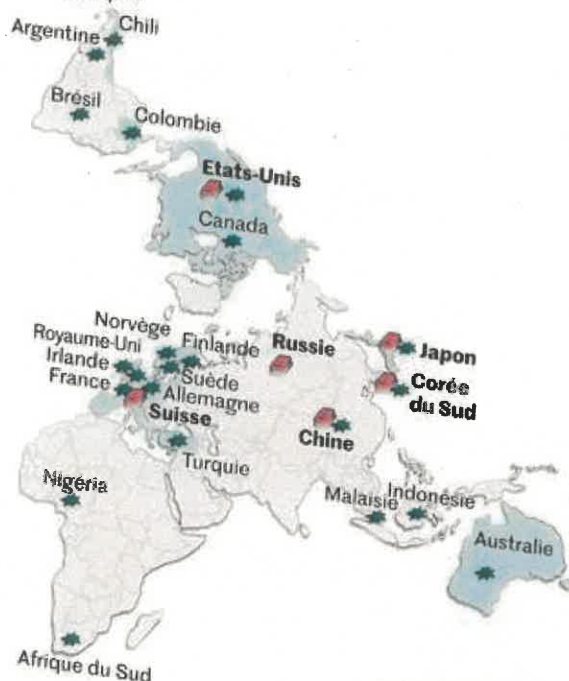 Chili
Argentine
Brésil
Colombie
Etats-Unis
Canada
Norvège
Royaume-Uni
Finlande
Russie
Irlande
Suède
France
Allemagne
Suisse
Japon
Corée
du Sud
Chine
Turquie
Nigéria
Malaisie
Indonésie
Australie
Afrique du Sud